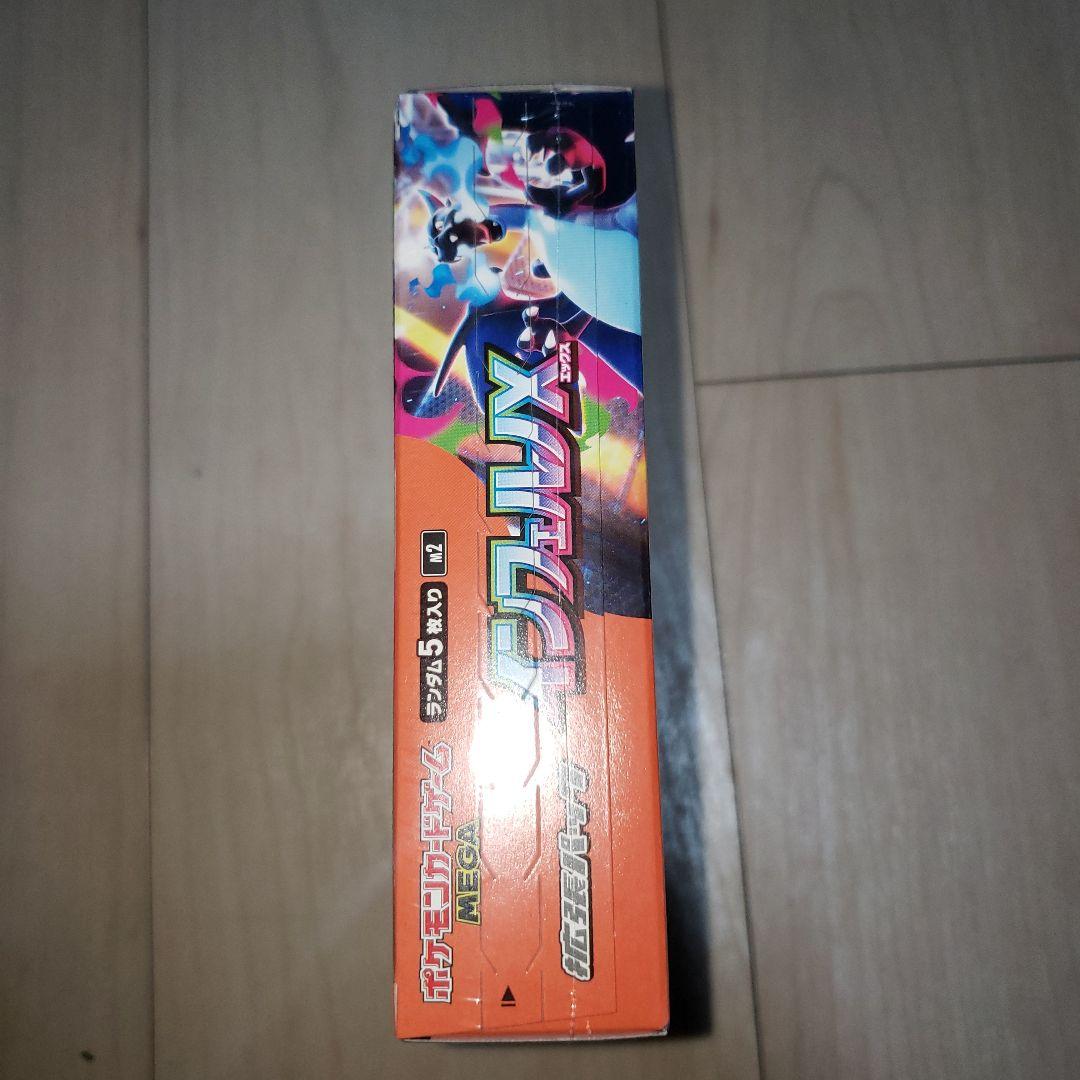 ポケモンカードゲーム
MEGA
ランダム5枚入り
M2
拡張パック
インフェルノX
エックス